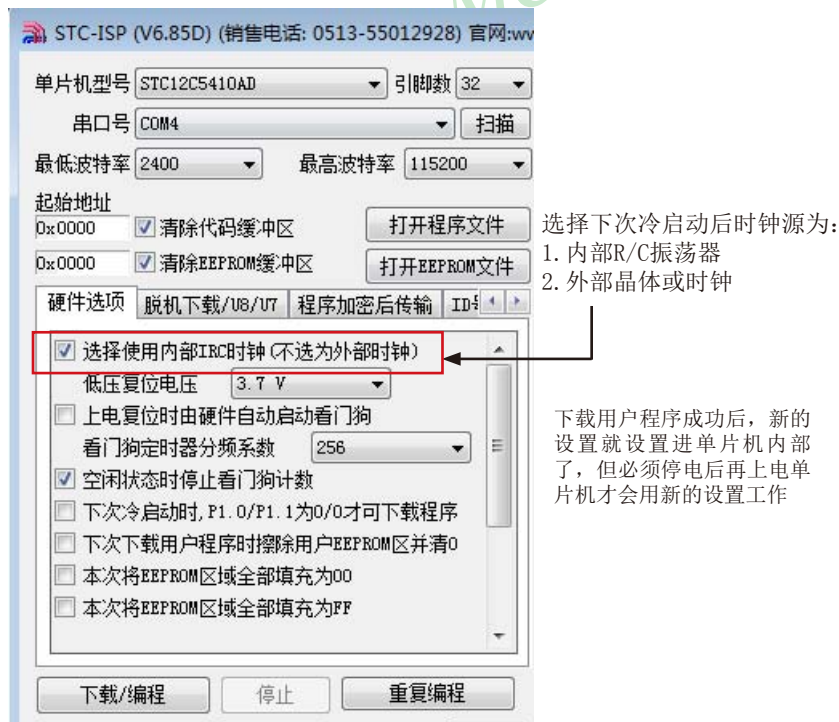 STC-ISP (V6.85D) (销售电话: 0513-55012928) 官网:ww
单片机型号 STC12C5410AD 引脚数 32
串口号 COM4 扫描
最低波特率 2400 最高波特率 115200
起始地址
0x0000 清除代码缓冲区 打开程序文件
0x0000 清除EEPROM缓冲区 打开EEPROM文件
硬件选项 脱机下载/U8/U7 程序加密后传输
选择使用内部IRC时钟(不选为外部时钟)
低压复位电压 3.7 V
上电复位时由硬件自动启动看门狗
看门狗定时器分频系数 256
空闲状态时停止看门狗计数
下次冷启动时,P1.0/P1.1为0/0才可下载程序
下次下载用户程序时擦除用户EEPROM区并清0
本次将EEPROM区域全部填充为00
本次将EEPROM区域全部填充为FF
下载/编程 停止 重复编程
选择下次冷启动后时钟源为:
1.内部R/C振荡器
2.外部晶体或时钟
下载用户程序成功后，新的
设置就设置进单片机内部
了，但必须停电后再上电单
片机才会用新的设置工作